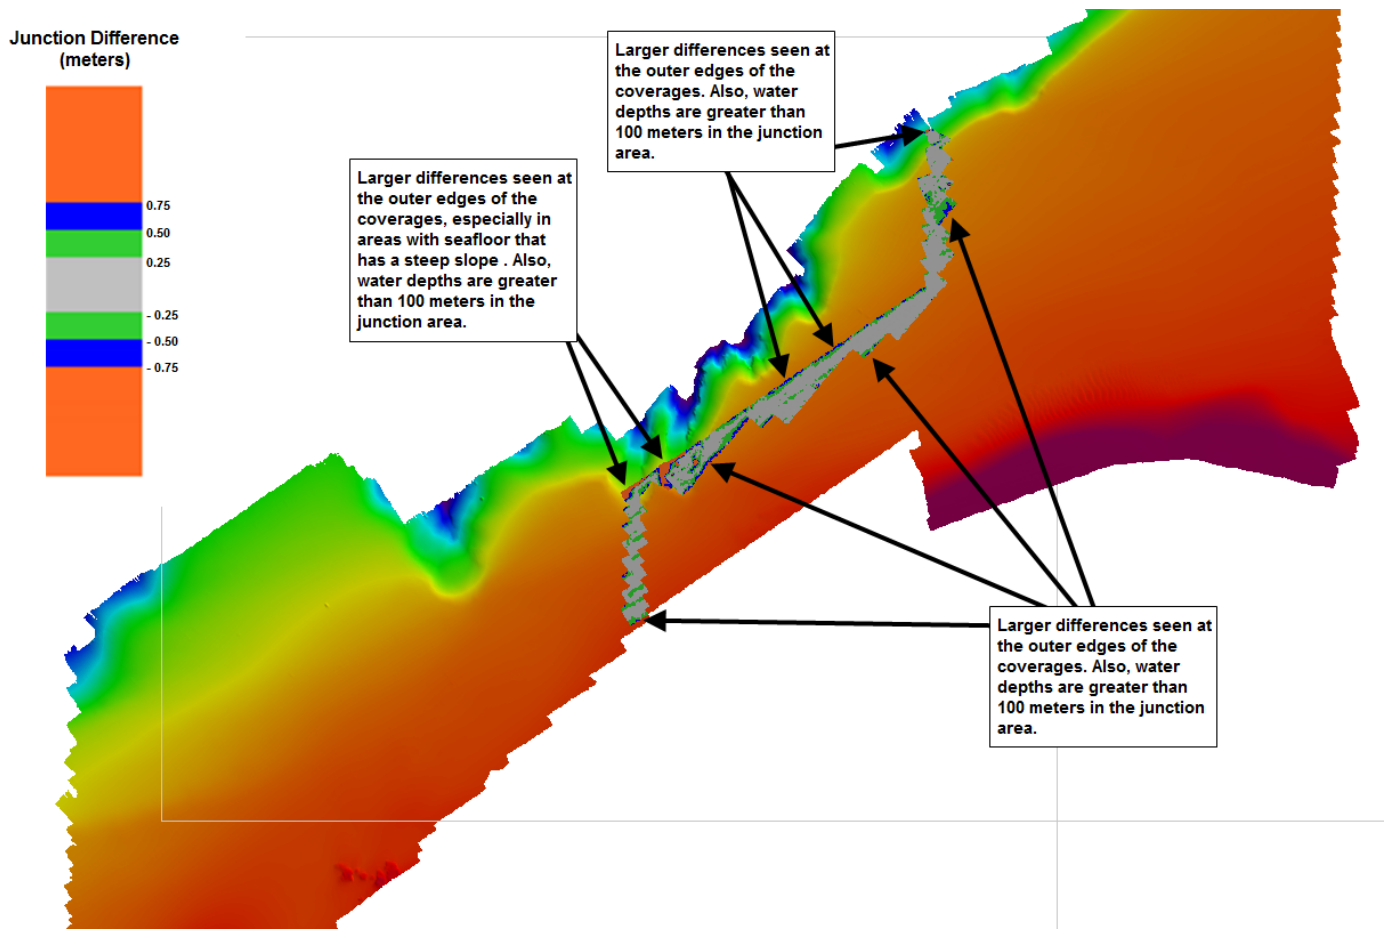 Junction Difference
(meters)
0.75
0.50
0.25
- 0.25
- 0.50
- 0.75
Larger differences seen at
the outer edges of the
coverages, especially in
areas with seafloor that
has a steep slope . Also,
water depths are greater
than 100 meters in the
junction area.
Larger differences seen at
the outer edges of the
coverages. Also, water
depths are greater than
100 meters in the junction
area.
Larger differences seen at
the outer edges of the
coverages. Also, water
depths are greater than
100 meters in the junction
area.